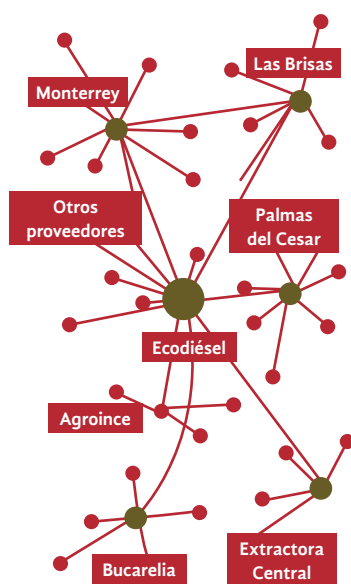 Las Brisas
Monterrey
Otros
proveedores
Palmas
del Cesar
Ecodiésel
Agroince
Extractora
Central
Bucarelia